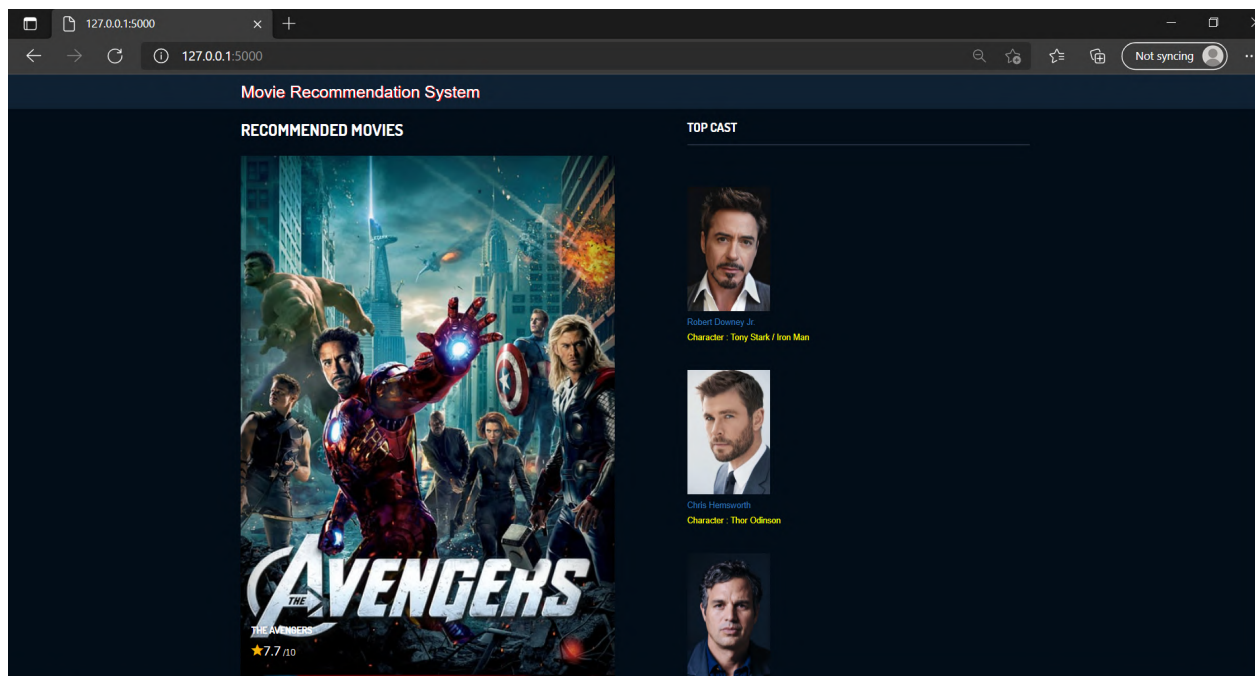 127.0.0.1:5000
127.0.0.1:5000
Not syncing
Movie Recommendation System
RECOMMENDED MOVIES
THE AVENGERS
THE AVENGERS
7.7 /10
TOP CAST
Robert Downey Jr.
Character : Tony Stark / Iron Man
Chris Hemsworth
Character : Thor Odinson